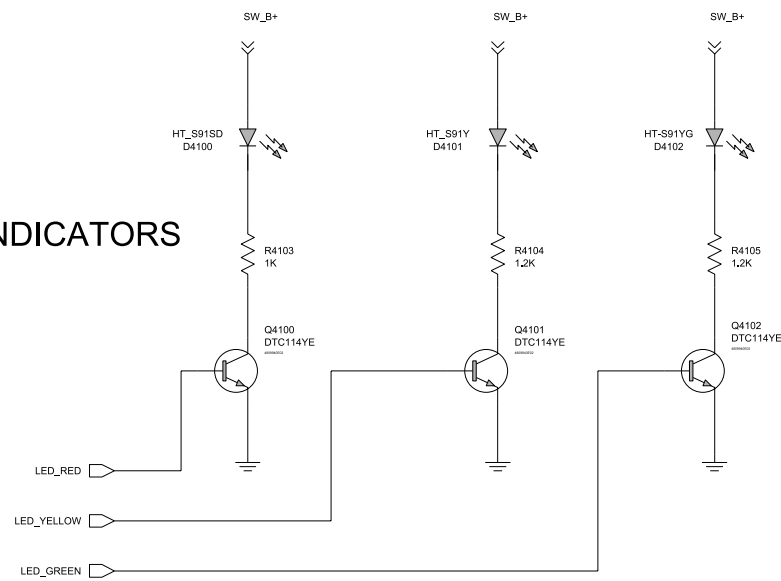 SW_B+
SW_B+
SW_B+
HT_S91SD
D4100
HT_S91Y
D4101
HT-S91YG
D4102
NDICATORS
R4103
1K
R4104
1.2K
R4105
1.2K
Q4100
DTC114YE
Q4101
DTC114YE
Q4102
DTC114YE
LED_RED
LED_YELLOW
LED_GREEN